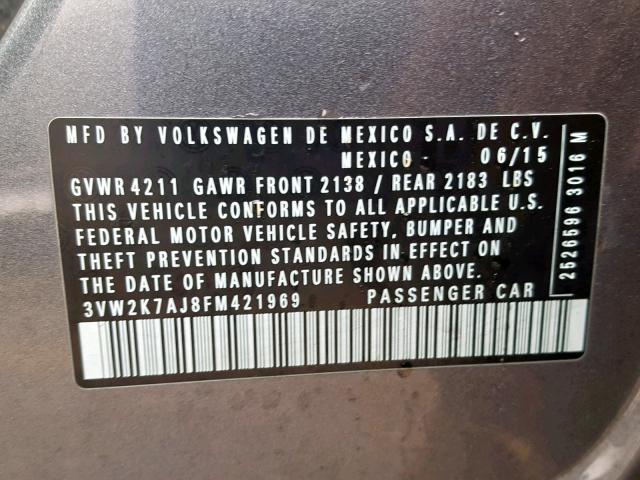 MFD BY VOLKSWAGEN DE MEXICO S.A. DE C.V.
MEXICO 06/15
GVWR 4211 GAWR FRONT 2138 / REAR 2183 LBS
THIS VEHICLE CONFORMS TO ALL APPLICABLE U.S.
FEDERAL MOTOR VEHICLE SAFETY, BUMPER AND
THEFT PREVENTION STANDARDS IN EFFECT ON
THE DATE OF MANUFACTURE SHOWN ABOVE.
3VW2K7AJ8FM421969 PASSENGER CAR
2526596 3016 M